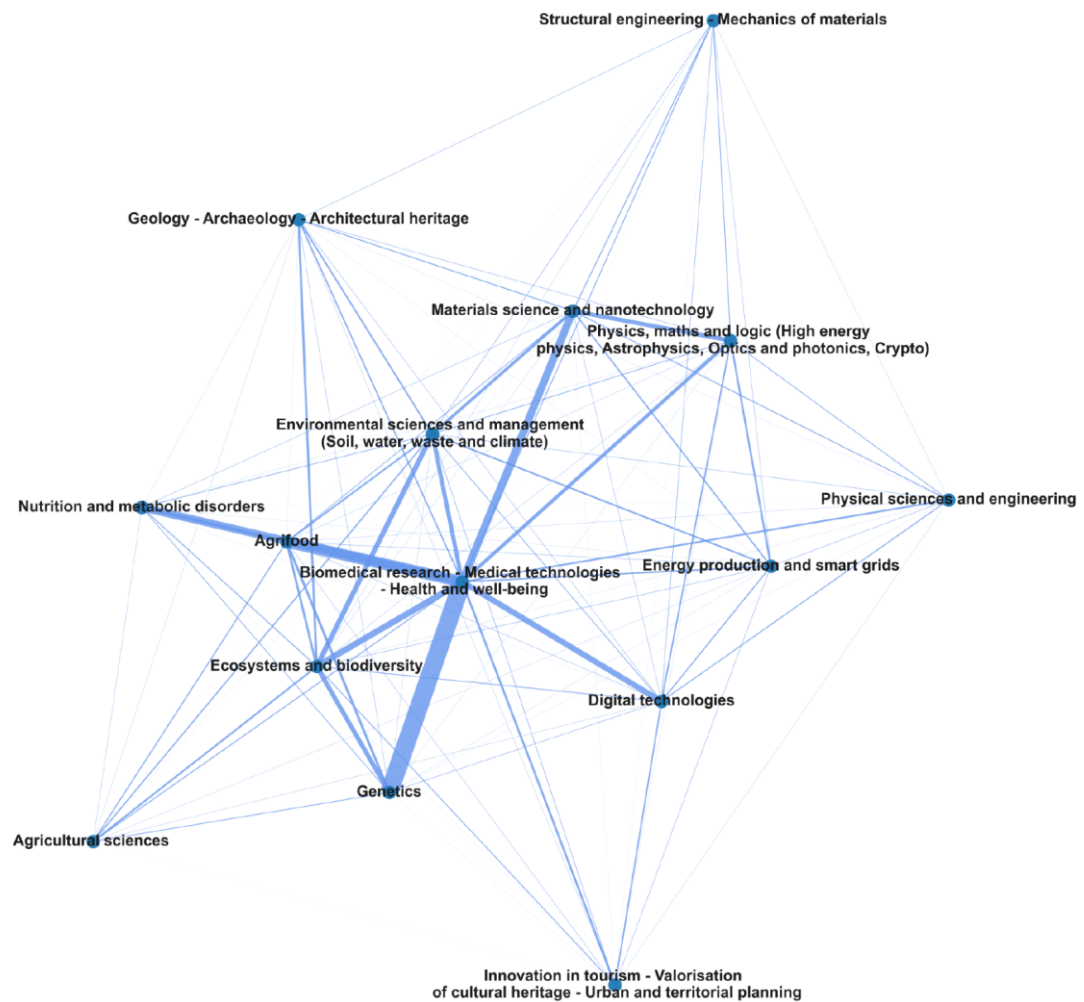 Structural engineering - Mechanics of materials
Geology - Archaeology - Architectural heritage
Materials science and nanotechnology
Physics, maths and logic (High energy
physics, Astrophysics, Optics and photonics, Crypto)
Environmental sciences and management
(Soil, water, waste and climate)
Nutrition and metabolic disorders
Physical sciences and engineering
Agrifood
Biomedical research - Medical technologies
- Health and well-being
Energy production and smart grids
Ecosystems and biodiversity
Digital technologies
Genetics
Agricultural sciences
Innovation in tourism - Valorisation
of cultural heritage - Urban and territorial planning